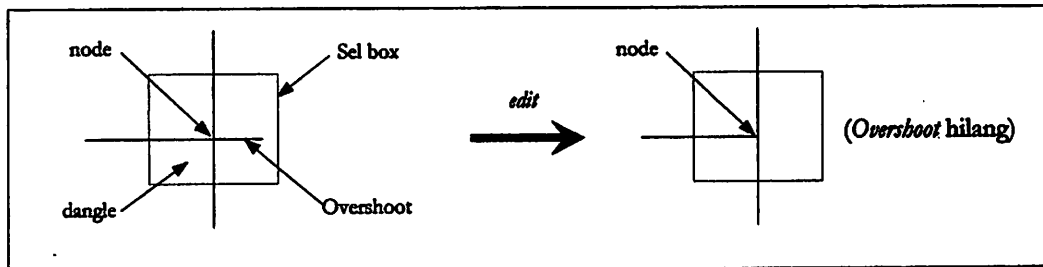 node
Sel box
dangle
Overshoot
edit
node
(Overshoot hilang)